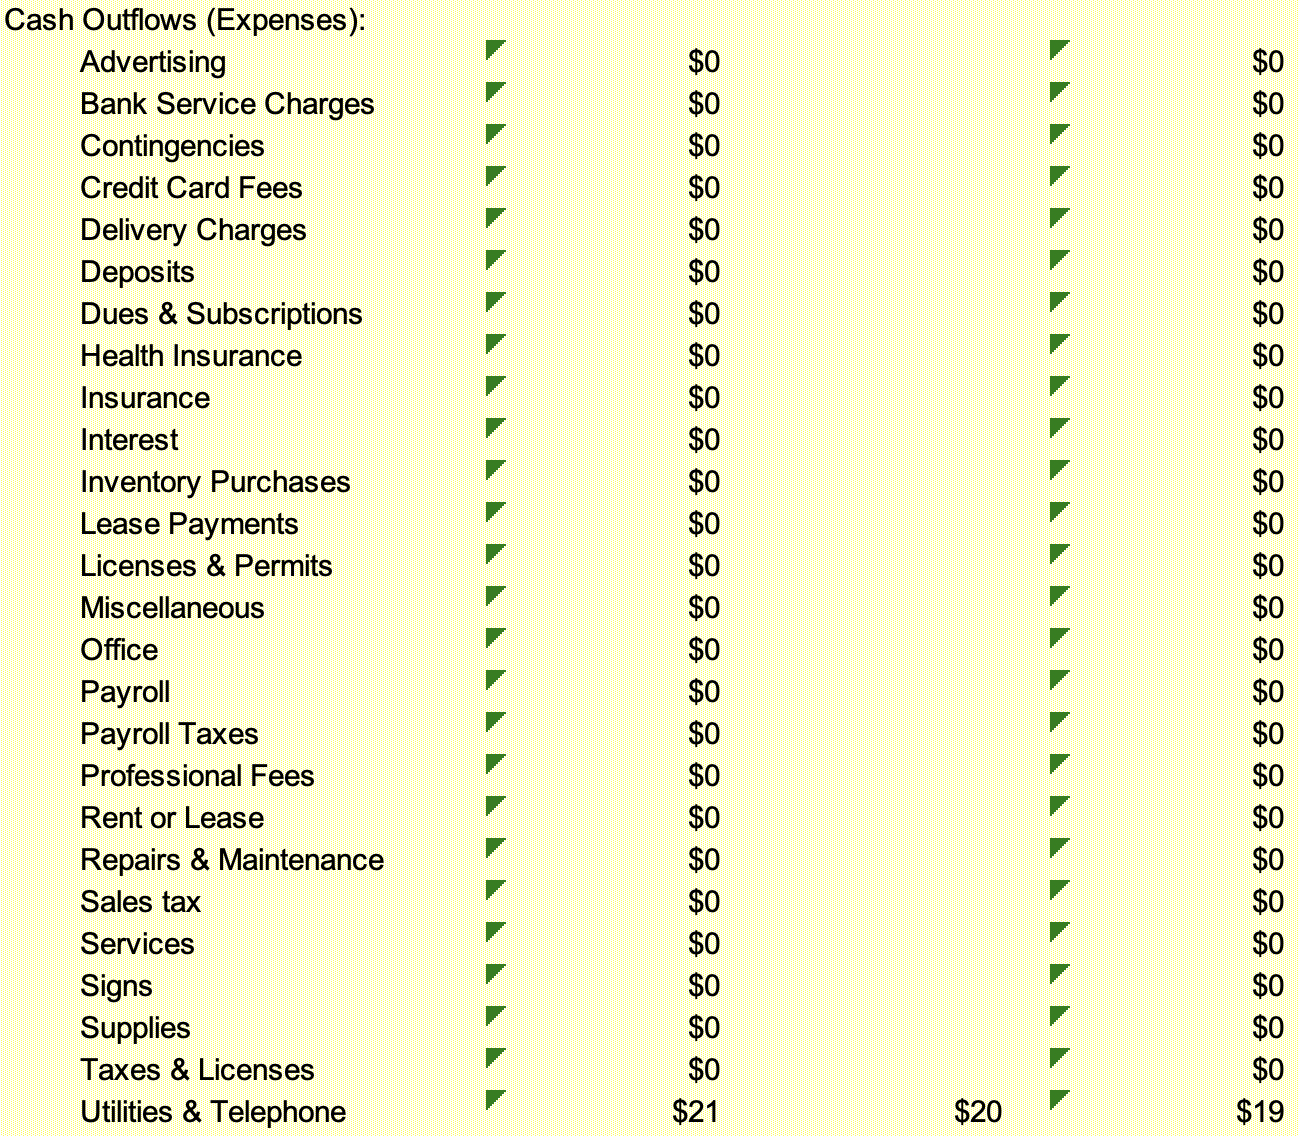 Cash Outflows (Expenses):
Advertising $0 $0
Bank Service Charges $0 $0
Contingencies $0 $0
Credit Card Fees $0 $0
Delivery Charges $0 $0
Deposits $0 $0
Dues & Subscriptions $0 $0
Health Insurance $0 $0
Insurance $0 $0
Interest $0 $0
Inventory Purchases $0 $0
Lease Payments $0 $0
Licenses & Permits $0 $0
Miscellaneous $0 $0
Office $0 $0
Payroll $0 $0
Payroll Taxes $0 $0
Professional Fees $0 $0
Rent or Lease $0 $0
Repairs & Maintenance $0 $0
Sales tax $0 $0
Services $0 $0
Signs $0 $0
Supplies $0 $0
Taxes & Licenses $0 $0
Utilities & Telephone $21 $20 $19